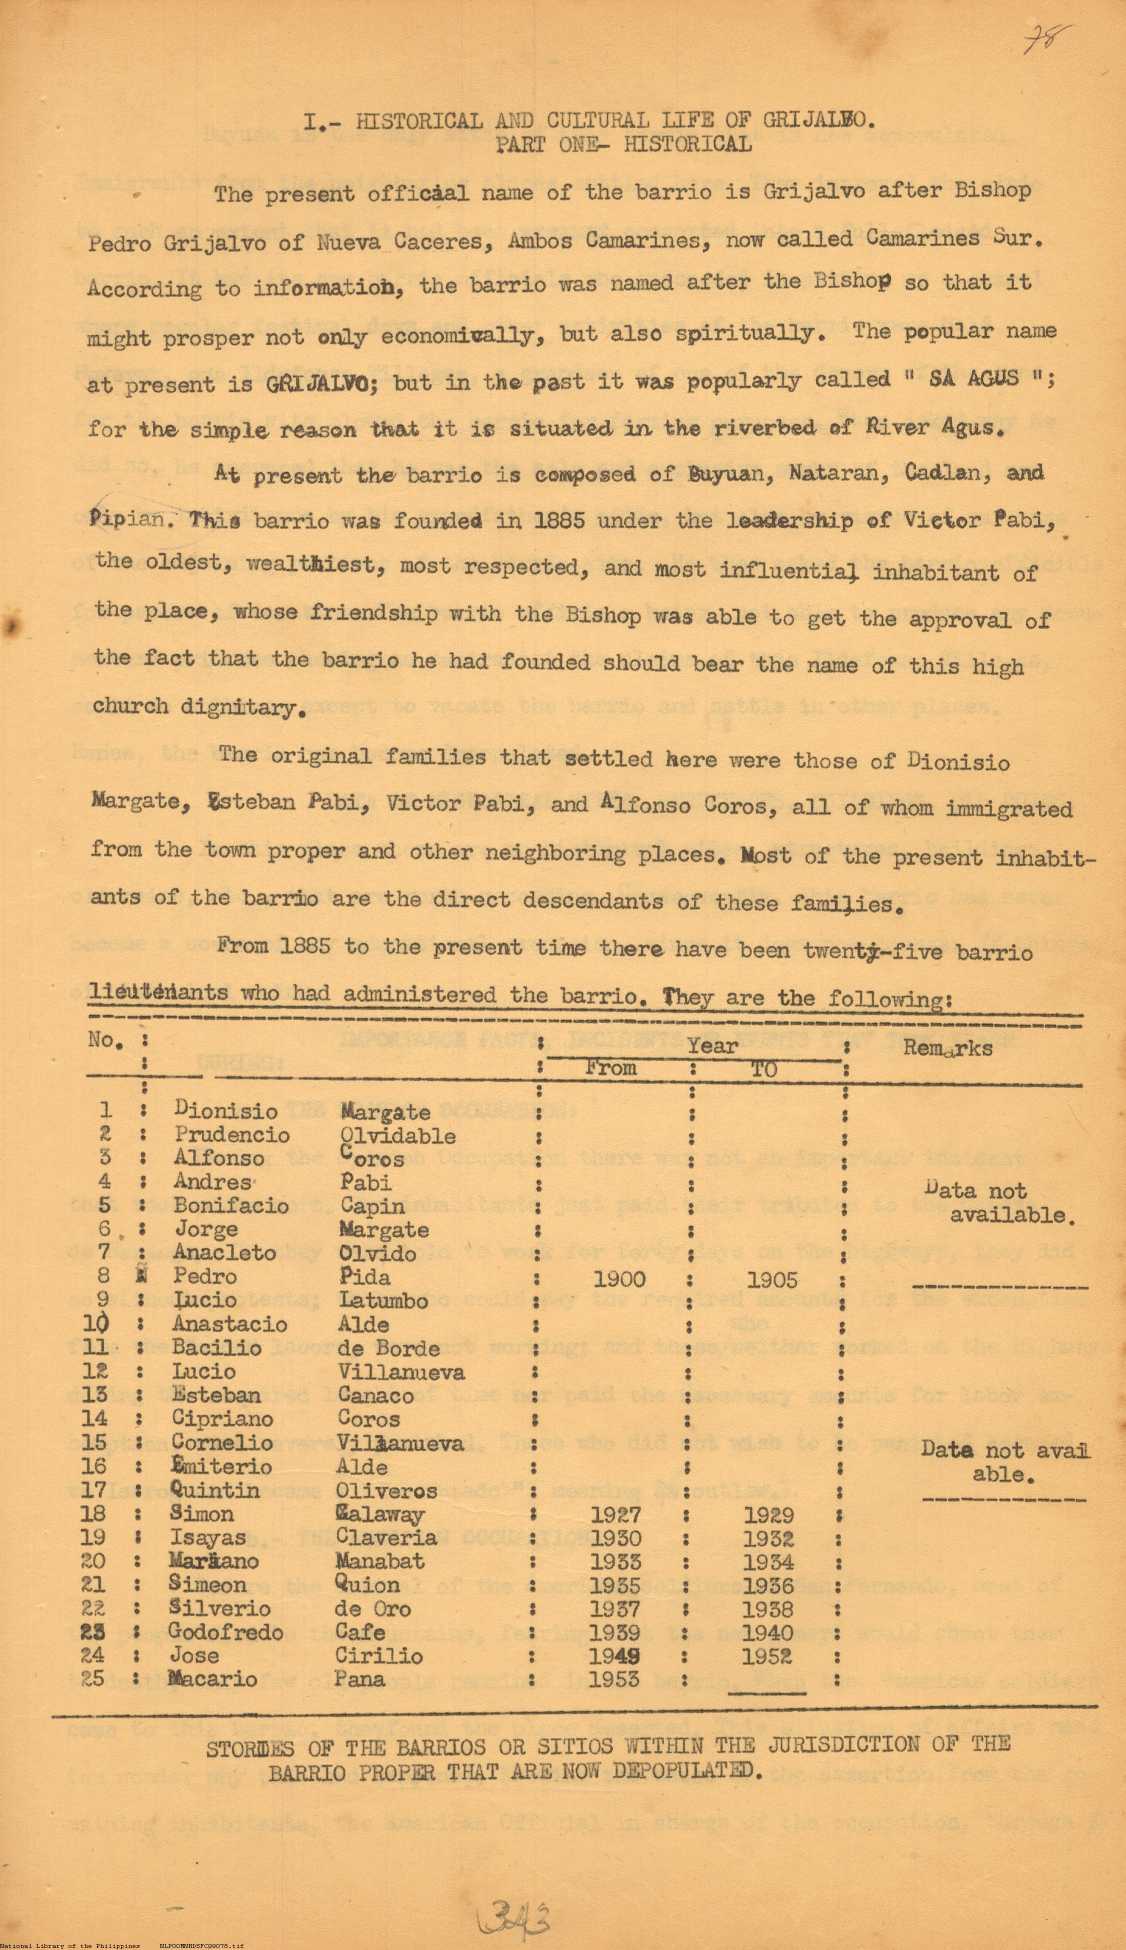 78
I.- HISTORICAL AND CULTURAL LIFE OF GRIJALVO.
PART ONE- HISTORICAL
The present official name of the barrio is Grijalvo after Bishop
Pedro Grijalvo of Nueva Caceres, Ambos Camarines, now called Camarines Sur.
According to information, the barrio was named after the Bishop so that it
might prosper not only economically, but also spiritually. The popular name
at present is GRIJALVO; but in the past it was popularly called " SA AGUS ";
for the simple reason that it is situated in the riverbed of River Agus.
At present the barrio is composed of Buyuan, Nataran, Cadlan, and
Pipian. This barrio was founded in 1885 under the leadership of Victor Pabi,
the oldest, wealthiest, most respected, and most influential inhabitant of
the place, whose friendship with the Bishop was able to get the approval of
the fact that the barrio he had founded should bear the name of this high
church dignitary.
The original families that settled here were those of Dionisio
Margate, Esteban Pabi, Victor Pabi, and Alfonso Coros, all of whom immigrated
from the town proper and other neighboring places. Most of the present inhabit-
ants of the barrio are the direct descendants of these families.
From 1885 to the present time there have been twenty-five barrio
lieutenants who had administered the barrio. They are the following:
No. : : Year : Remarks
: : From : TO :
1 : Dionisio Margate : : :
2 : Prudencio Olvidable : : :
3 : Alfonso Coros : : :
4 : Andres Pabi : : : Data not
5 : Bonifacio Capin : : : available.
6 : Jorge Margate : : :
7 : Anacleto Olvido : : :
8 : Pedro Pida : 1900 : 1905 : --------------
9 : Lucio Latumbo : : :
10 : Anastacio Alde : : :
11 : Bacilio de Borde : : :
12 : Lucio Villanueva : : :
13 : Esteban Canaco : : :
14 : Cipriano Coros : : :
15 : Cornelio Villanueva : : : Data not avai
16 : Emiterio Alde : : : able.
17 : Quintin Oliveros : : : --------------
18 : Simon Galaway : 1927 : 1929 :
19 : Isayas Claveria : 1930 : 1932 :
20 : Mariano Manabat : 1933 : 1934 :
21 : Simeon Quion : 1935 : 1936 :
22 : Silverio de Oro : 1937 : 1938 :
23 : Godofredo Cafe : 1939 : 1940 :
24 : Jose Cirilio : 1949 : 1952 :
25 : Macario Pana : 1953 : ______ :
STORIES OF THE BARRIOS OR SITIOS WITHIN THE JURISDICTION OF THE
BARRIO PROPER THAT ARE NOW DEPOPULATED.
343
National Library of the Philippines